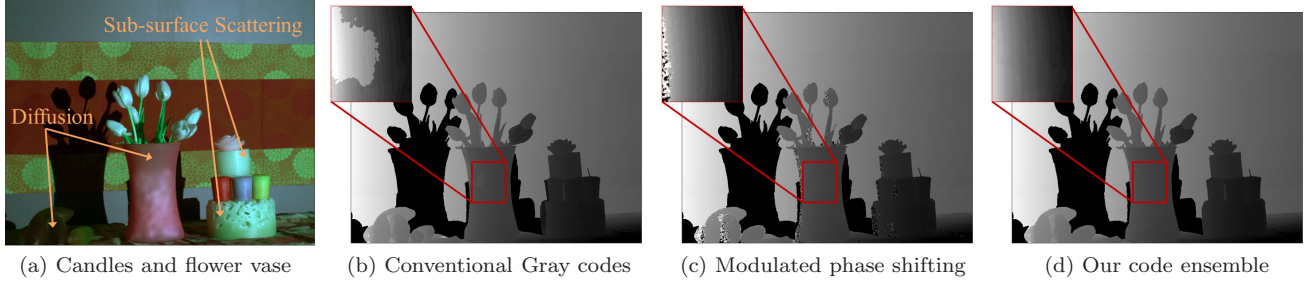 Sub-surface Scattering
Diffusion
(a) Candles and flower vase
(b) Conventional Gray codes
(c) Modulated phase shifting
(d) Our code ensemble